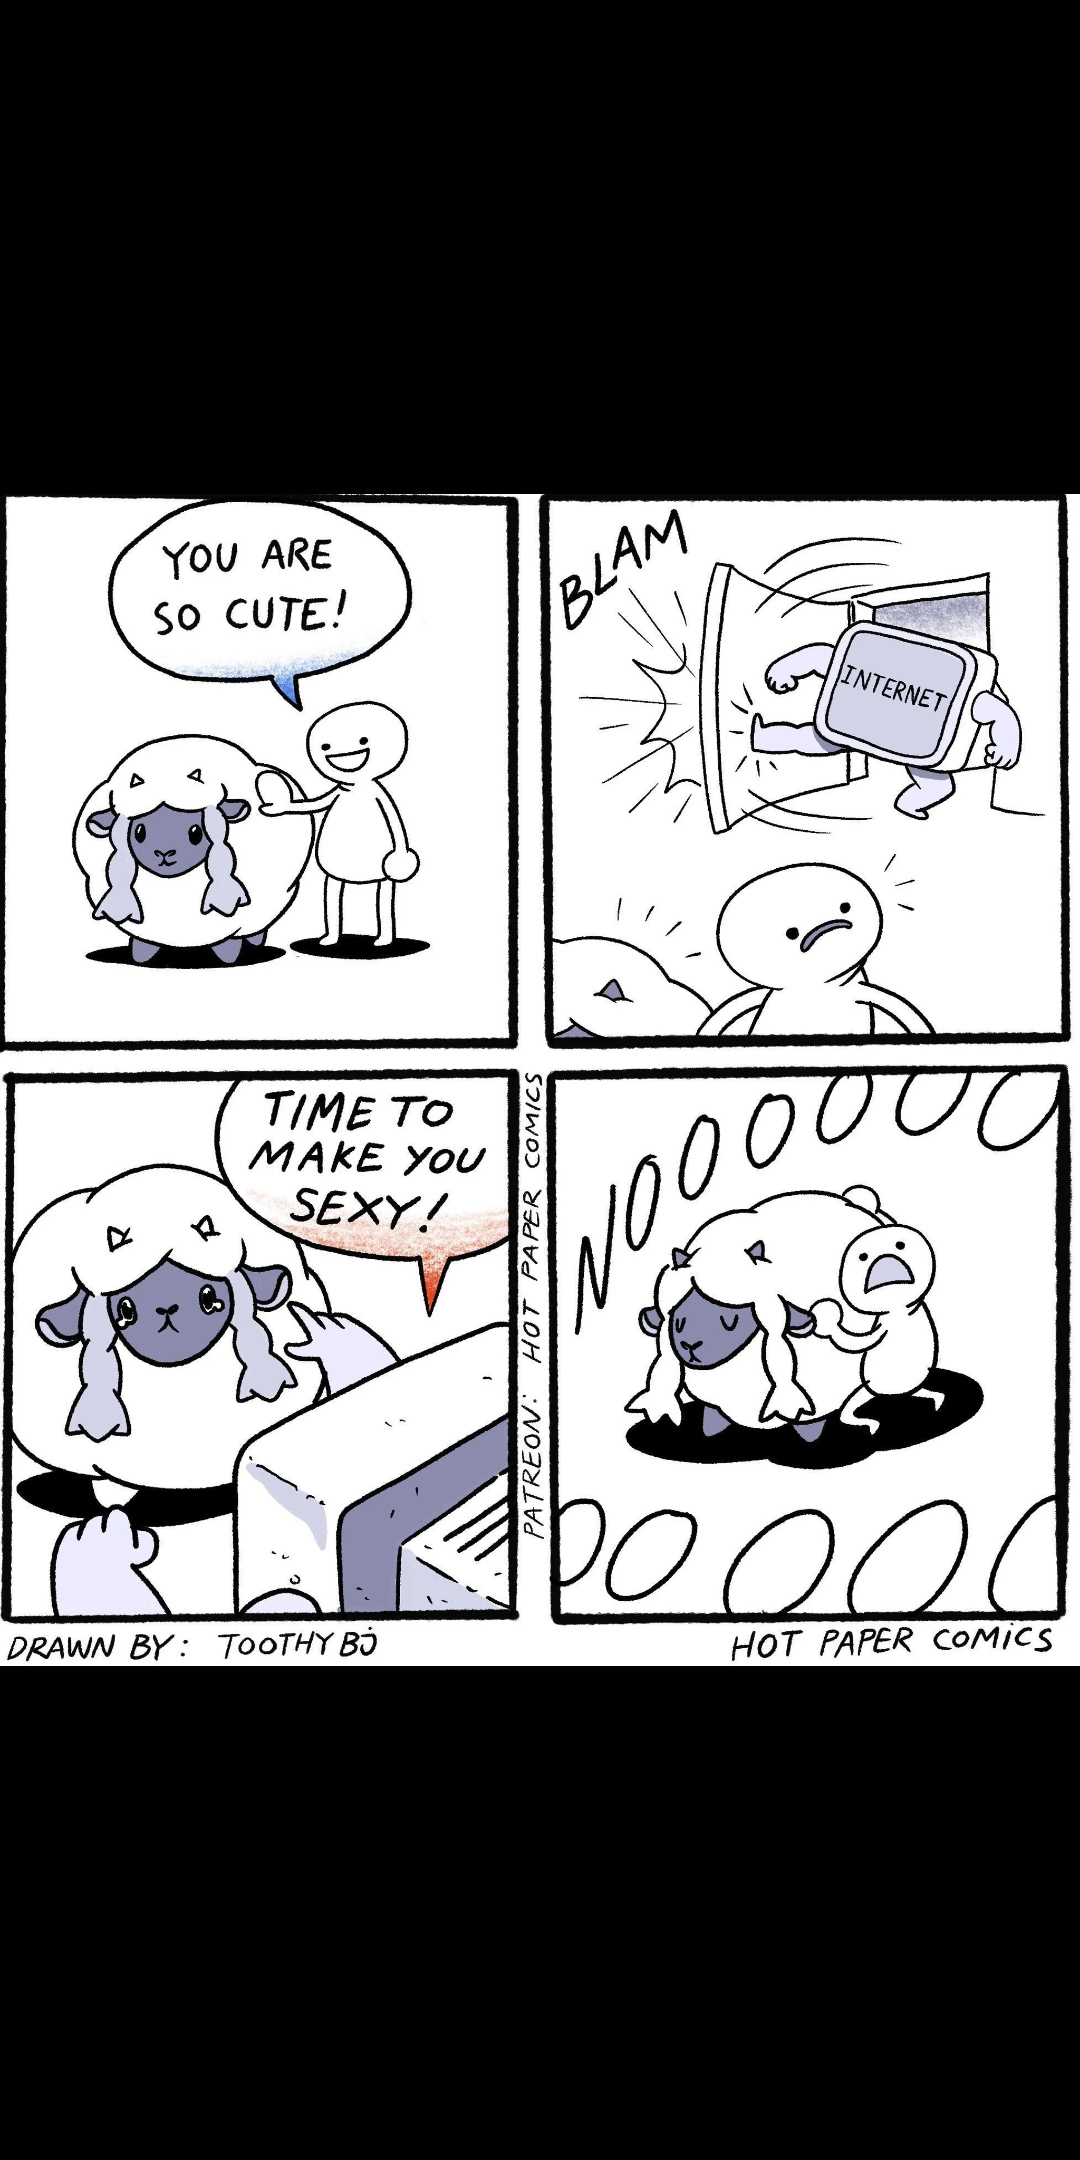 YOU ARE
SO CUTE!
BLAM
INTERNET
TIME TO
MAKE YOU
SEXY!
PATREON: HOT PAPER COMICS
NOOOOOOO
OOOOO
DRAWN BY: TOOTHY BJ
HOT PAPER COMICS